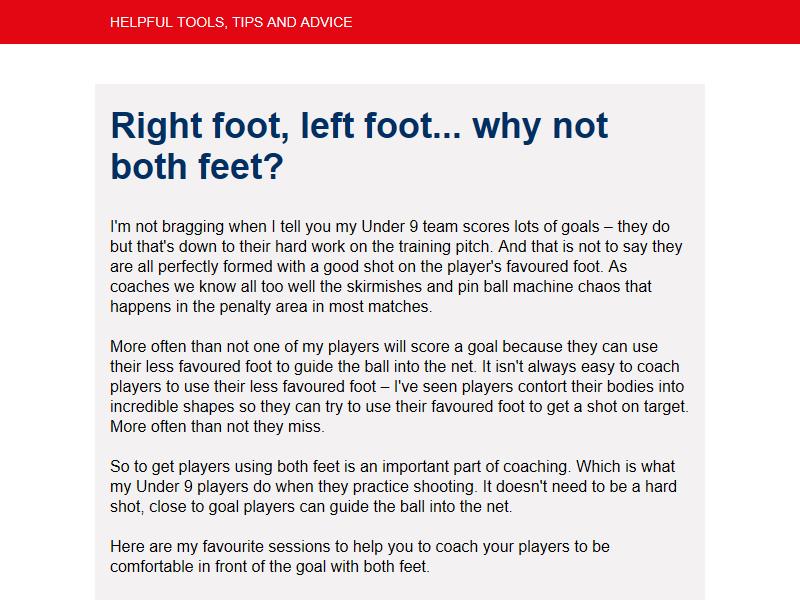 HELPFUL TOOLS, TIPS AND ADVICE
Right foot, left foot... why not
both feet?
I'm not bragging when I tell you my Under 9 team scores lots of goals – they do
but that's down to their hard work on the training pitch. And that is not to say they
are all perfectly formed with a good shot on the player's favoured foot. As
coaches we know all too well the skirmishes and pin ball machine chaos that
happens in the penalty area in most matches.
More often than not one of my players will score a goal because they can use
their less favoured foot to guide the ball into the net. It isn't always easy to coach
players to use their less favoured foot – I've seen players contort their bodies into
incredible shapes so they can try to use their favoured foot to get a shot on target.
More often than not they miss.
So to get players using both feet is an important part of coaching. Which is what
my Under 9 players do when they practice shooting. It doesn't need to be a hard
shot, close to goal players can guide the ball into the net.
Here are my favourite sessions to help you to coach your players to be
comfortable in front of the goal with both feet.